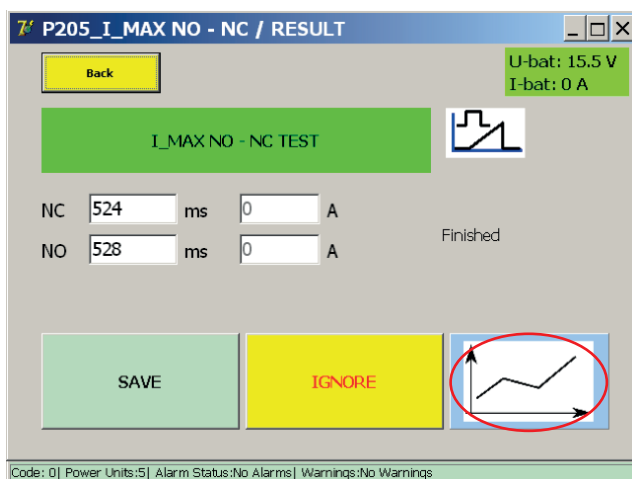 P205_I_MAX NO - NC / RESULT
Back
U-bat: 15.5 V
I-bat: 0 A
I_MAX NO - NC TEST
NC 524 ms 0 A
NO 528 ms 0 A
Finished
SAVE
IGNORE
Code: 0| Power Units:5| Alarm Status:No Alarms| Warnings:No Warnings